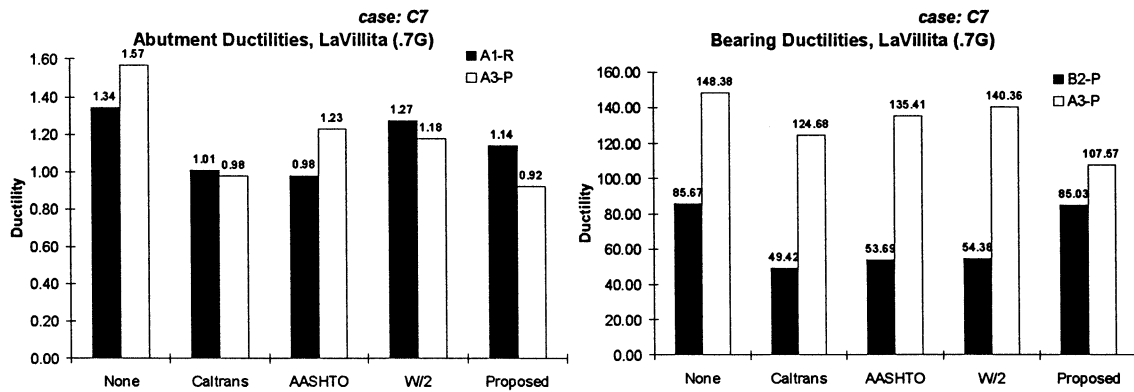 case: C7
Abutment Ductilities, LaVillita (.7G)
A1-R
A3-P
Ductility
1.60
1.40
1.20
1.00
0.80
0.60
0.40
0.20
0.00
1.34
1.57
1.01
0.98
0.98
1.23
1.27
1.18
1.14
0.92
None
Caltrans
AASHTO
W/2
Proposed
case: C7
Bearing Ductilities, LaVillita (.7G)
B2-P
A3-P
Ductility
160.00
140.00
120.00
100.00
80.00
60.00
40.00
20.00
0.00
85.67
148.38
49.42
124.68
53.69
135.41
54.38
140.36
85.03
107.57
None
Caltrans
AASHTO
W/2
Proposed